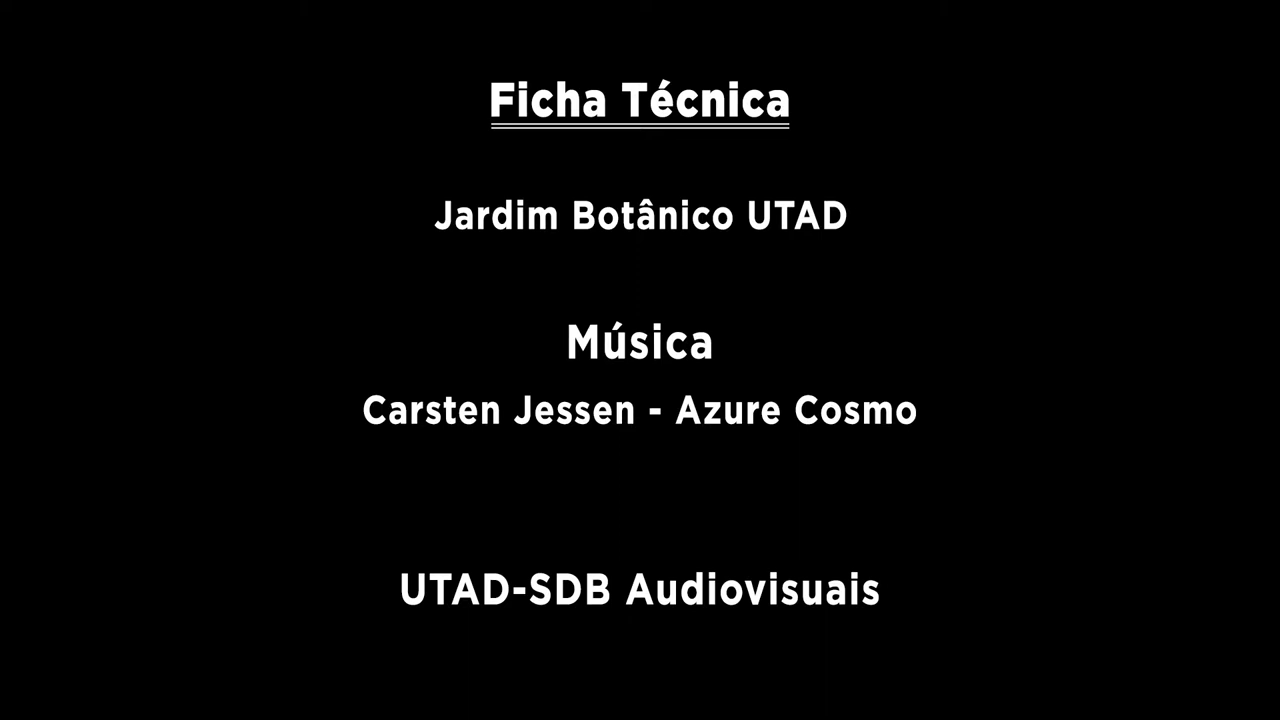 Ficha Técnica
Jardim Botânico UTAD
Música
Carsten Jessen - Azure Cosmo
UTAD-SDB Audiovisuais